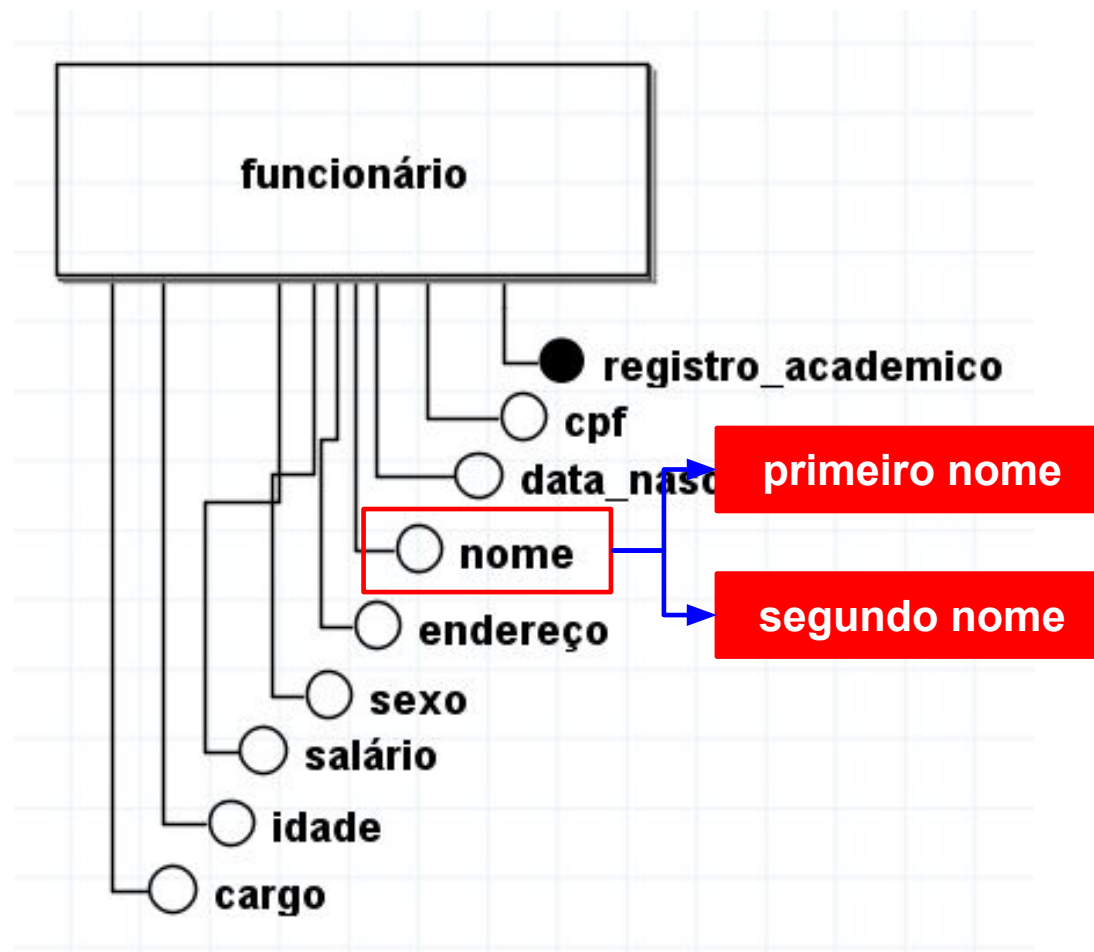 funcionário
registro_academico
cpf
data_nasc
primeiro nome
nome
segundo nome
endereço
sexo
salário
idade
cargo